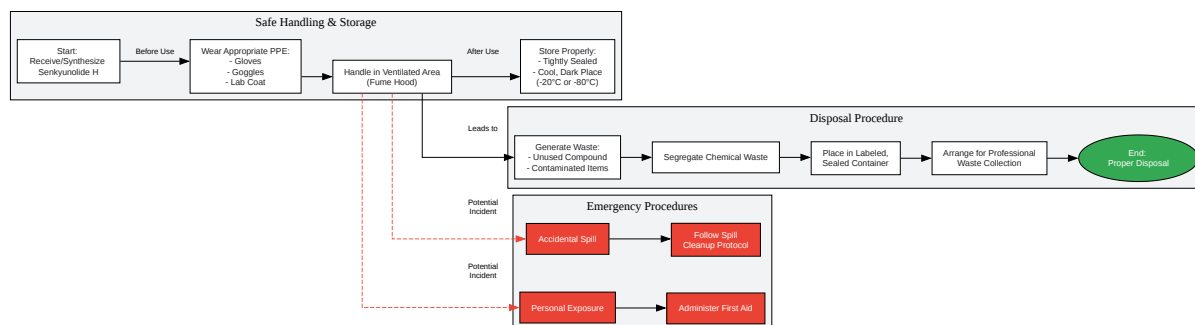 Safe Handling & Storage
Start:
Receive/Synthesize
Senkyunolide H
Before Use
Wear Appropriate PPE:
- Gloves
- Goggles
- Lab Coat
Handle in Ventilated Area
(Fume Hood)
After Use
Store Properly:
- Tightly Sealed
- Cool, Dark Place
(-20°C or -80°C)
Disposal Procedure
Leads to
Generate Waste:
- Unused Compound
- Contaminated Items
Segregate Chemical Waste
Place in Labeled,
Sealed Container
Arrange for Professional
Waste Collection
End:
Proper Disposal
Emergency Procedures
Potential
Incident
Accidental Spill
Follow Spill
Cleanup Protocol
Potential
Incident
Personal Exposure
Administer First Aid